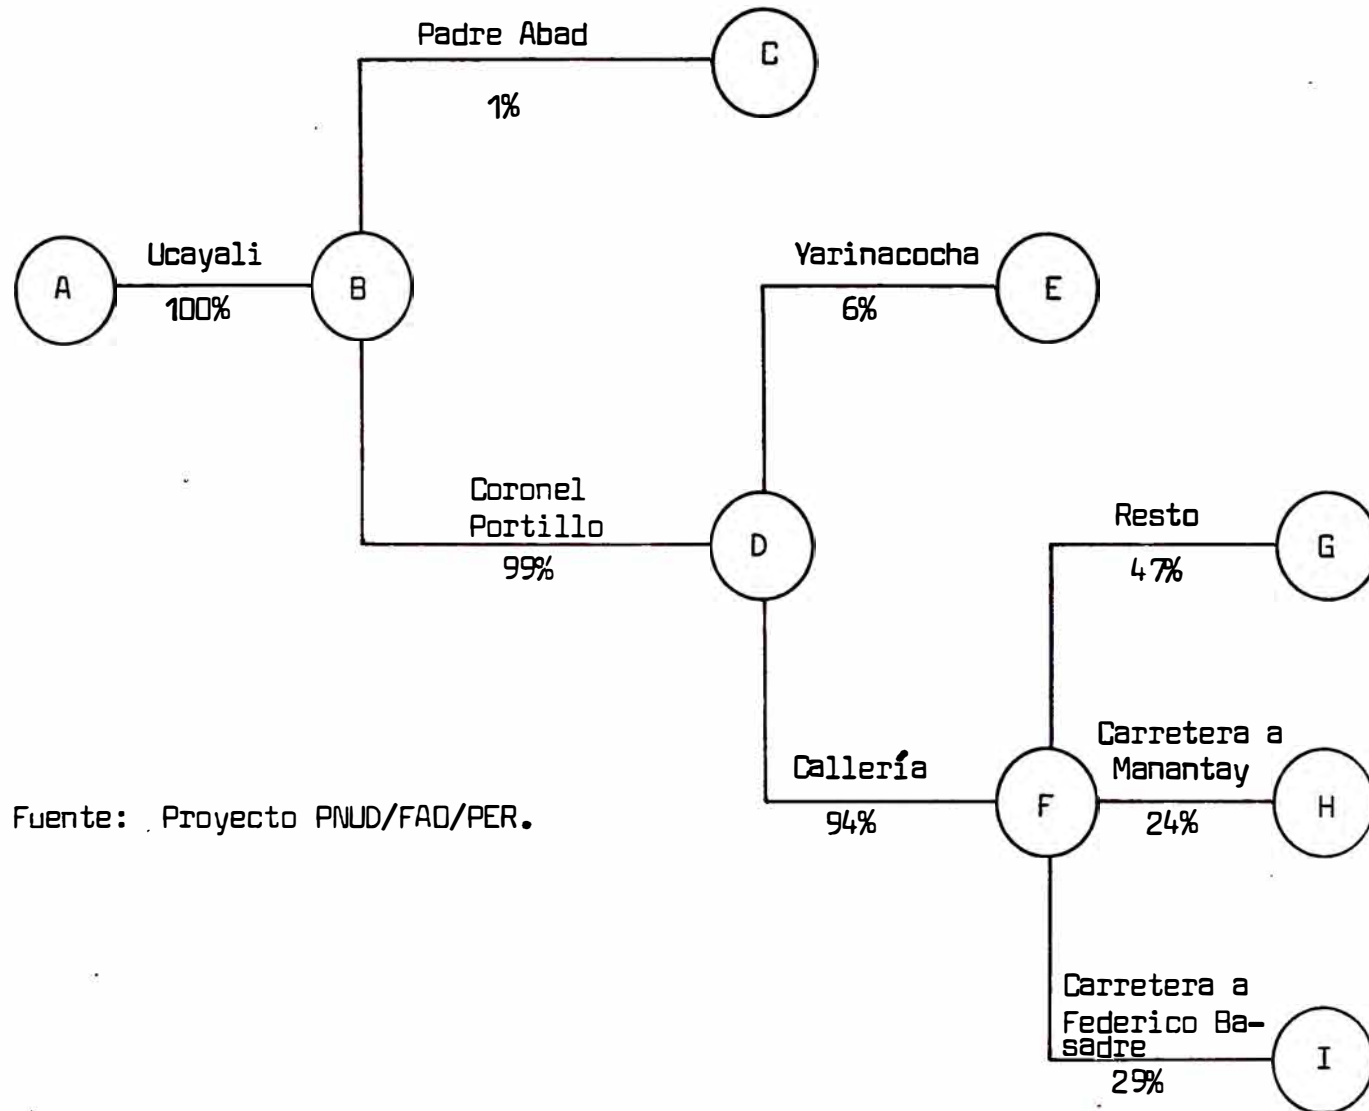 Padre Abad
C
1%
Ucayali
A
B
100%
Yarinacocha
E
6%
Coronel
Portillo
D
99%
Resto
G
47%
Carretera a
Manantay
Callería
F
H
94%
24%
Fuente: Proyecto PNUD/FAO/PER.
Carretera a
Federico Ba-
sadre
I
29%